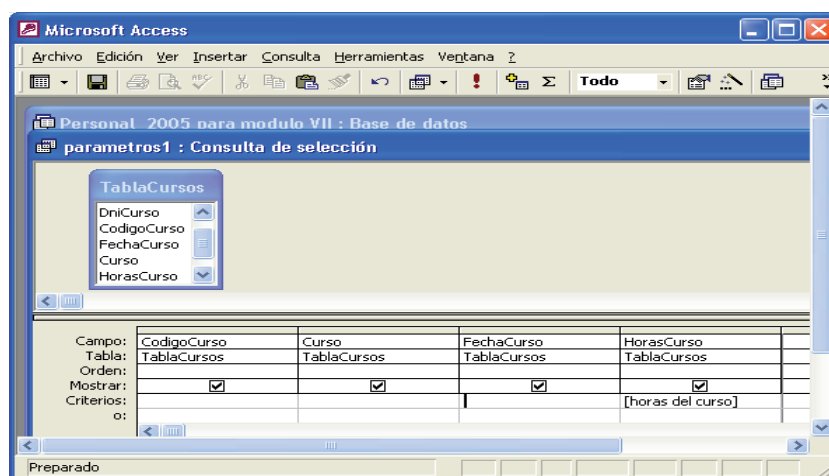 Microsoft Access
Archivo Edición Ver Insertar Consulta Herramientas Ventana ?
Todo
Personal 2005 para modulo VII : Base de datos
parametros1 : Consulta de selección
TablaCursos
DniCurso
CodigoCurso
FechaCurso
Curso
HorasCurso
Campo: CodigoCurso Curso FechaCurso HorasCurso
Tabla: TablaCursos TablaCursos TablaCursos TablaCursos
Orden:
Mostrar:
Criterios: [horas del curso]
o:
Preparado